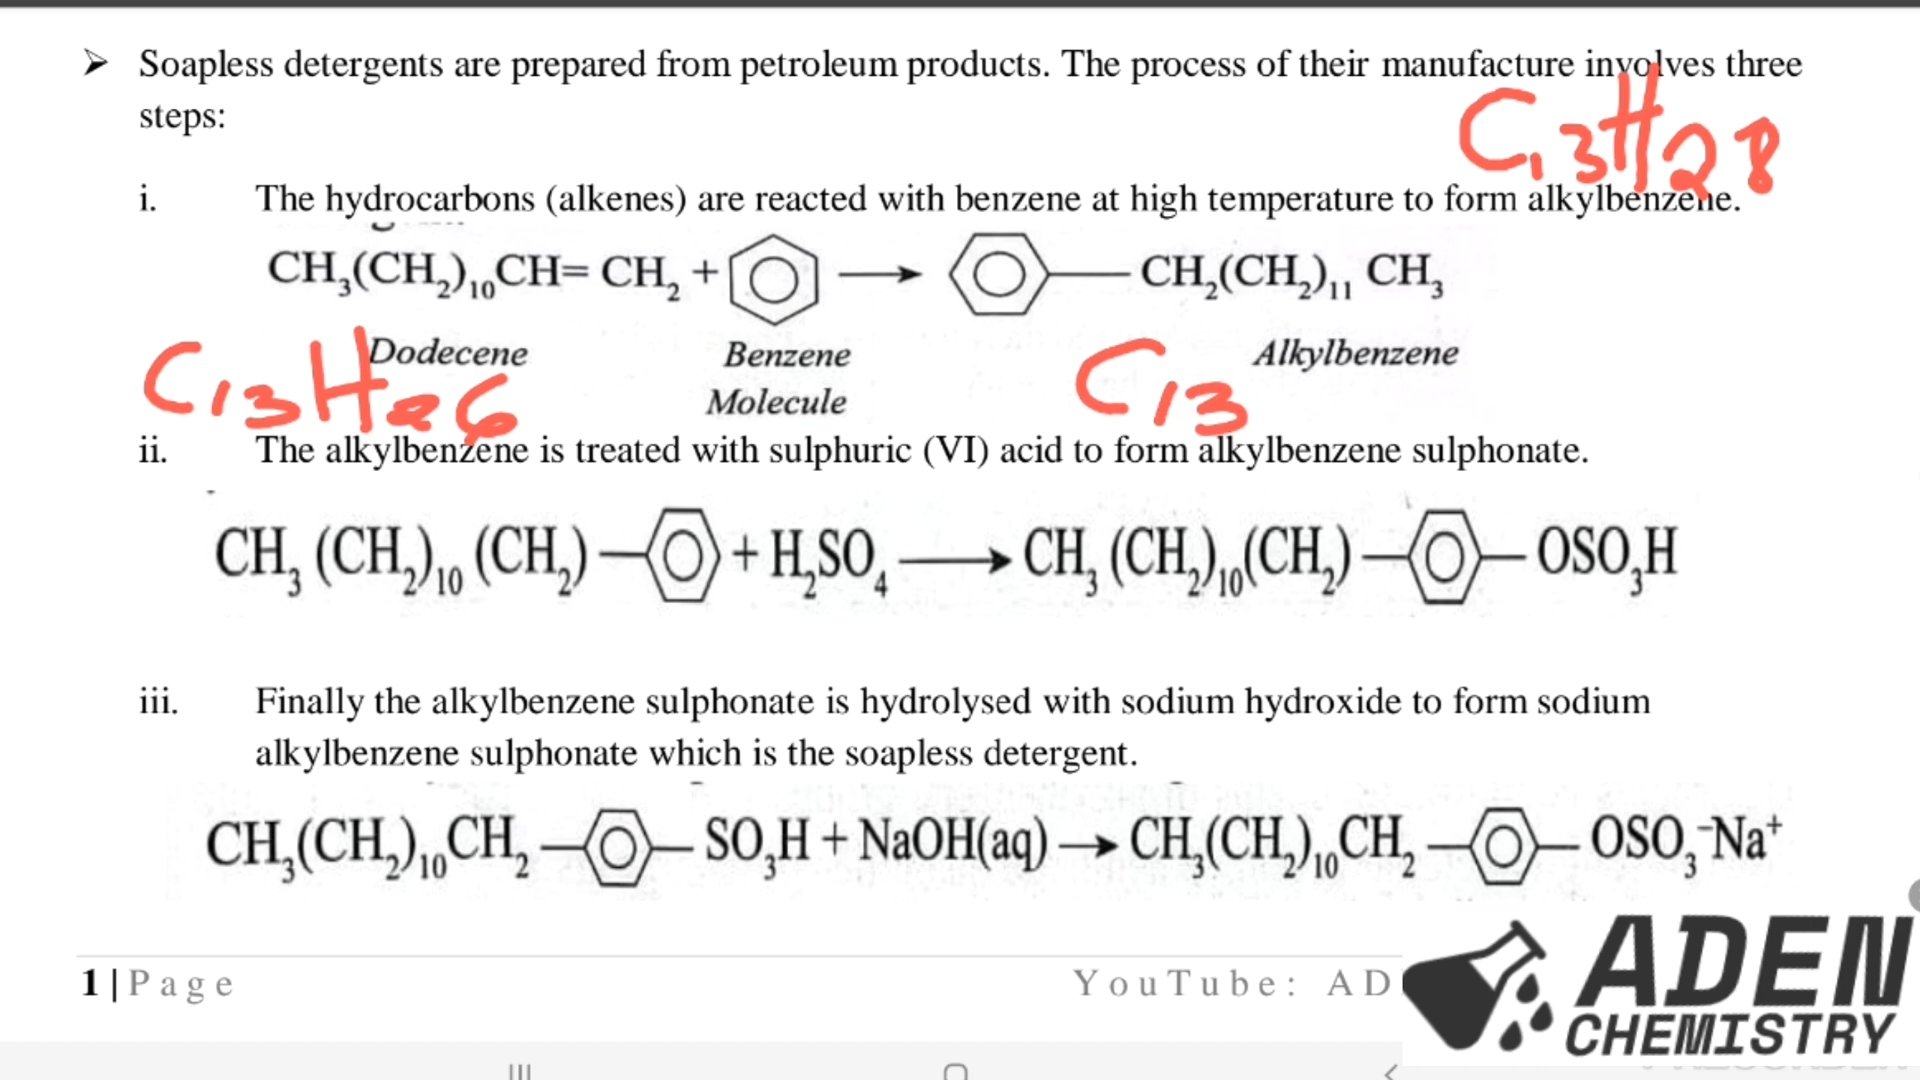 ➤ Soapless detergents are prepared from petroleum products. The process of their manufacture involves three
steps:
C₁₃H₂₈
i. The hydrocarbons (alkenes) are reacted with benzene at high temperature to form alkylbenzene.
CH₃(CH₂)₁₀CH= CH₂ + ⟶ CH₂(CH₂)₁₁ CH₃
Dodecene Benzene Alkylbenzene
Molecule
C₁₃H₂₆ C₁₃
ii. The alkylbenzene is treated with sulphuric (VI) acid to form alkylbenzene sulphonate.
CH₃ (CH₂)₁₀ (CH₂) — + H₂SO₄ ⟶ CH₃ (CH₂)₁₀(CH₂) — — OSO₃H
iii. Finally the alkylbenzene sulphonate is hydrolysed with sodium hydroxide to form sodium
alkylbenzene sulphonate which is the soapless detergent.
CH₃(CH₂)₁₀CH₂ — — SO₃H + NaOH(aq) → CH₃(CH₂)₁₀CH₂ — — OSO₃⁻Na⁺
1 | Page YouTube: AD
ADEN
CHEMISTRY